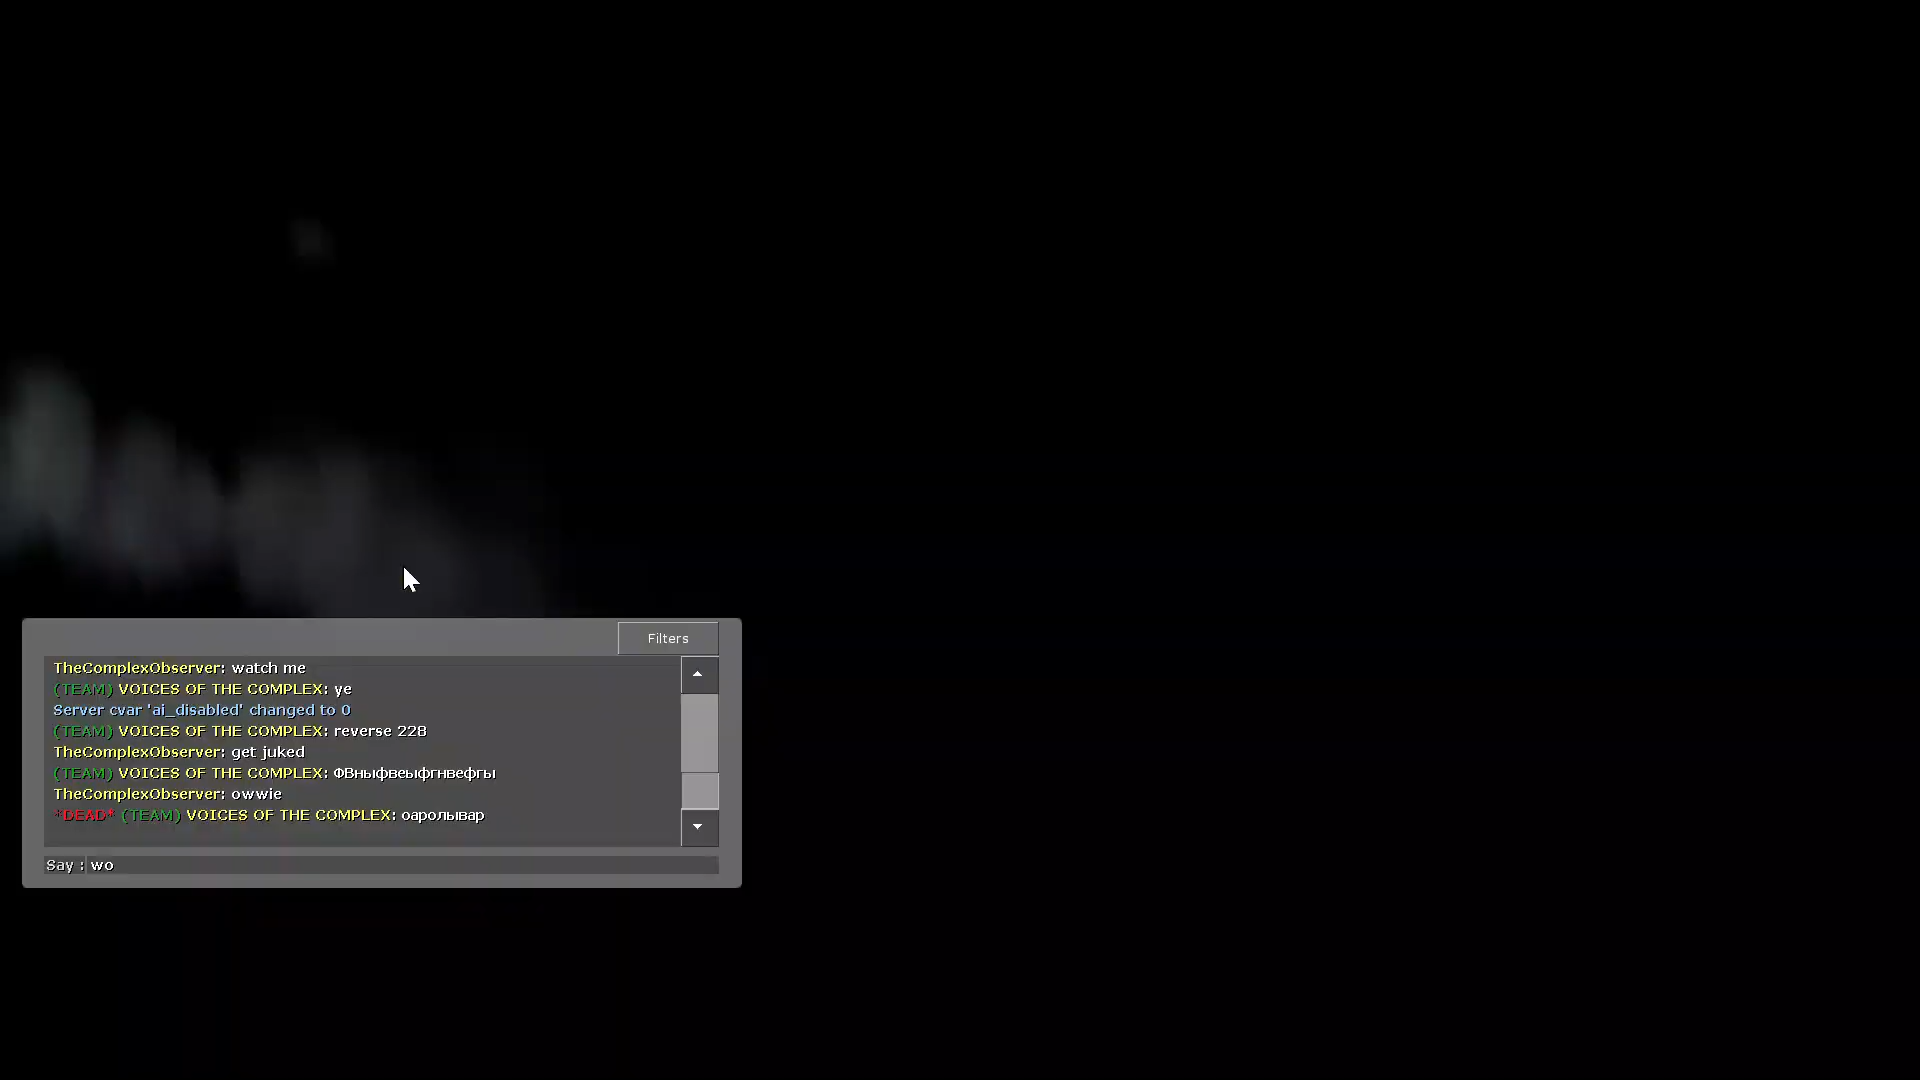 Filters
TheComplexObserver: watch me
(TEAM) VOICES OF THE COMPLEX: ye
Server cvar 'ai_disabled' changed to 0
(TEAM) VOICES OF THE COMPLEX: reverse 228
TheComplexObserver: get juked
(TEAM) VOICES OF THE COMPLEX: ФВныфвеыфгнвефгы
TheComplexObserver: owwie
*DEAD* (TEAM) VOICES OF THE COMPLEX: оаролывар
Say : wo